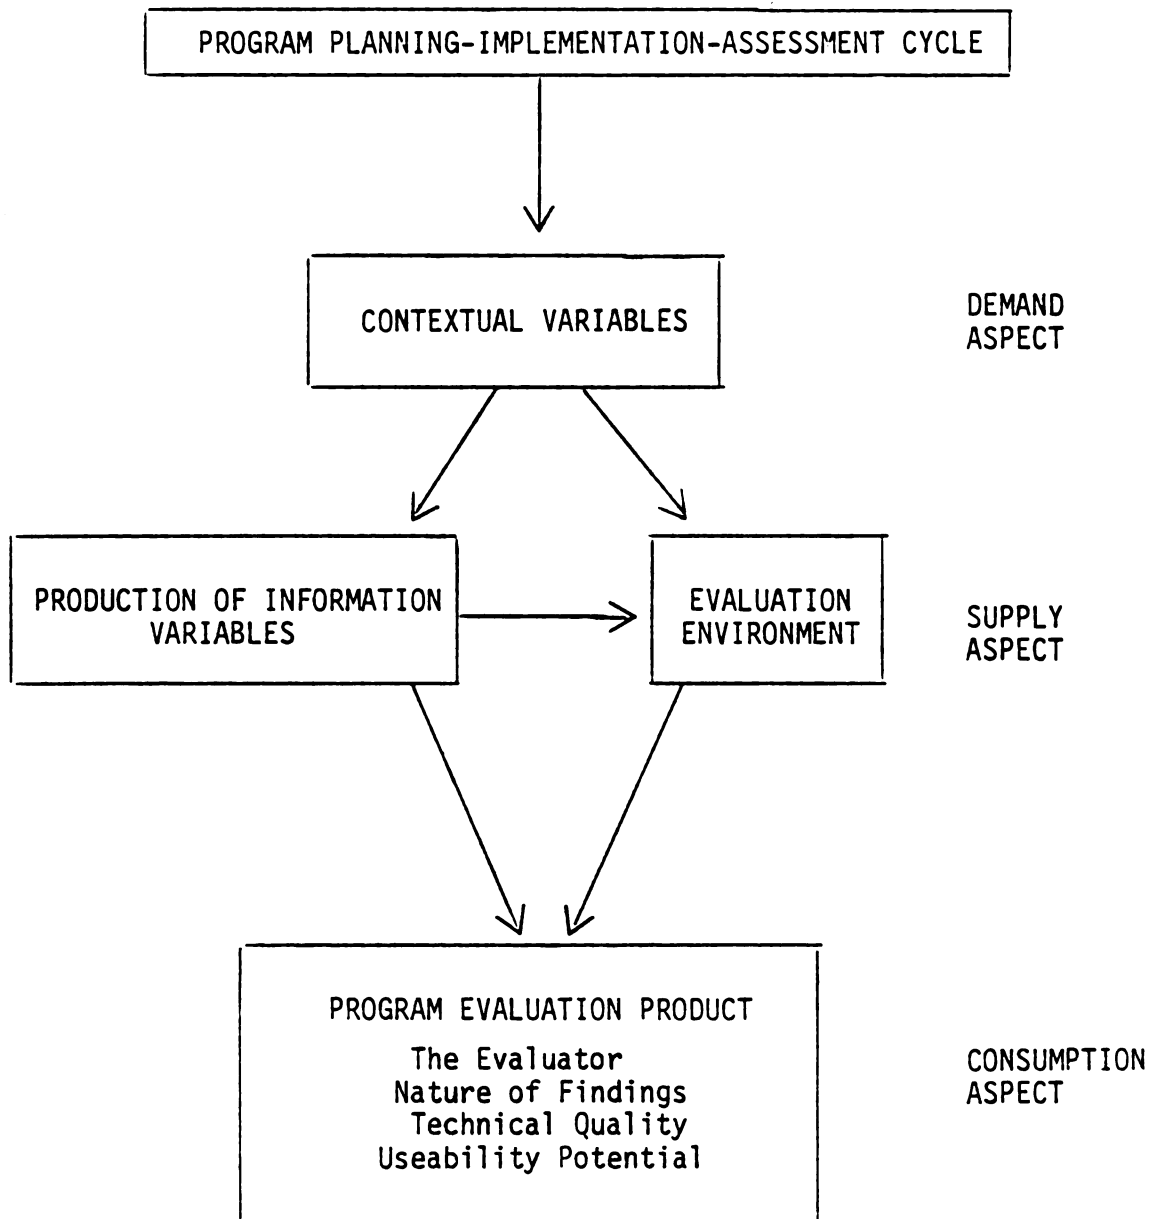 PROGRAM PLANNING-IMPLEMENTATION-ASSESSMENT CYCLE
CONTEXTUAL VARIABLES
DEMAND
ASPECT
PRODUCTION OF INFORMATION
VARIABLES
EVALUATION
ENVIRONMENT
SUPPLY
ASPECT
PROGRAM EVALUATION PRODUCT
The Evaluator
Nature of Findings
Technical Quality
Useability Potential
CONSUMPTION
ASPECT